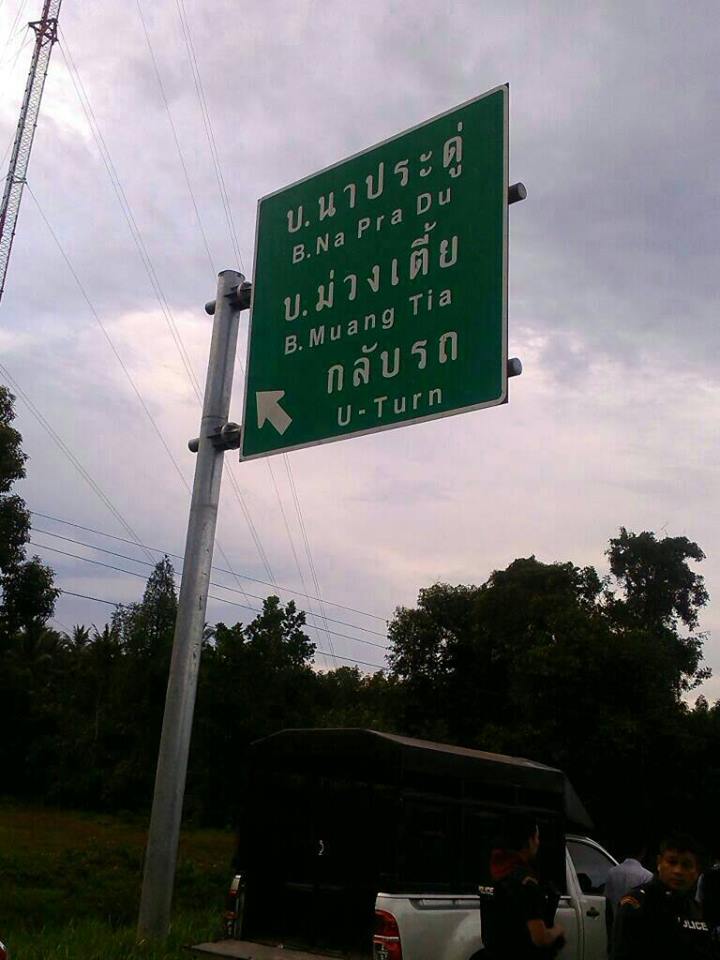 บ.นาประดู่
B.Na Pra Du
บ.ม่วงเตี้ย
B.Muang Tia
กลับรถ
U-Turn
POLICE